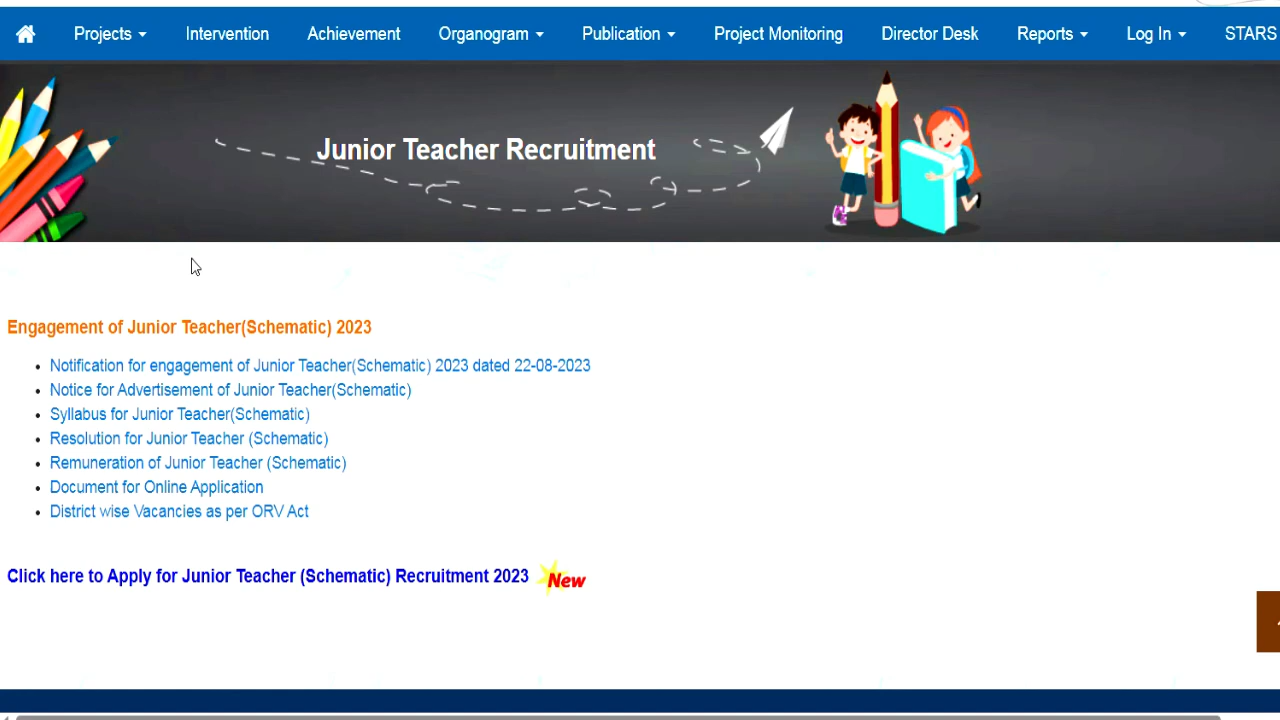 Projects Intervention Achievement Organogram Publication Project Monitoring Director Desk Reports Log In STARS
Junior Teacher Recruitment
Engagement of Junior Teacher(Schematic) 2023
Notification for engagement of Junior Teacher(Schematic) 2023 dated 22-08-2023
Notice for Advertisement of Junior Teacher(Schematic)
Syllabus for Junior Teacher(Schematic)
Resolution for Junior Teacher (Schematic)
Remuneration of Junior Teacher (Schematic)
Document for Online Application
District wise Vacancies as per ORV Act
Click here to Apply for Junior Teacher (Schematic) Recruitment 2023 New